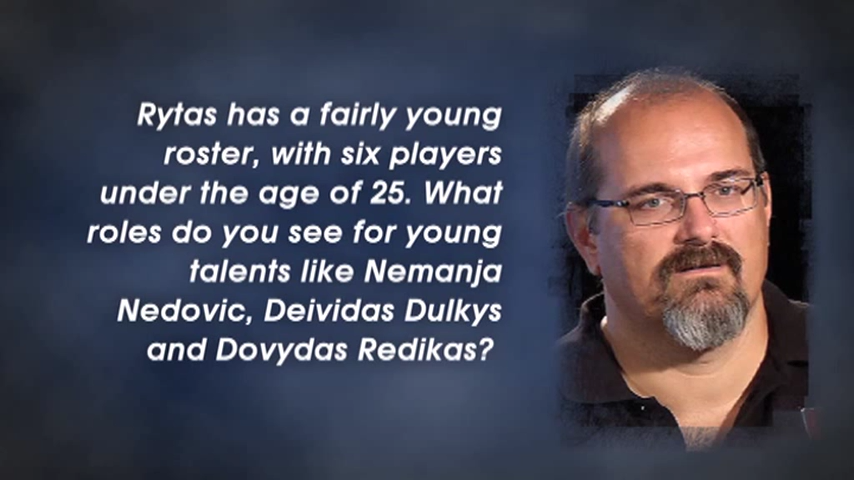 Rytas has a fairly young
roster, with six players
under the age of 25. What
roles do you see for young
talents like Nemanja
Nedovic, Deividas Dulkys
and Dovydas Redikas?